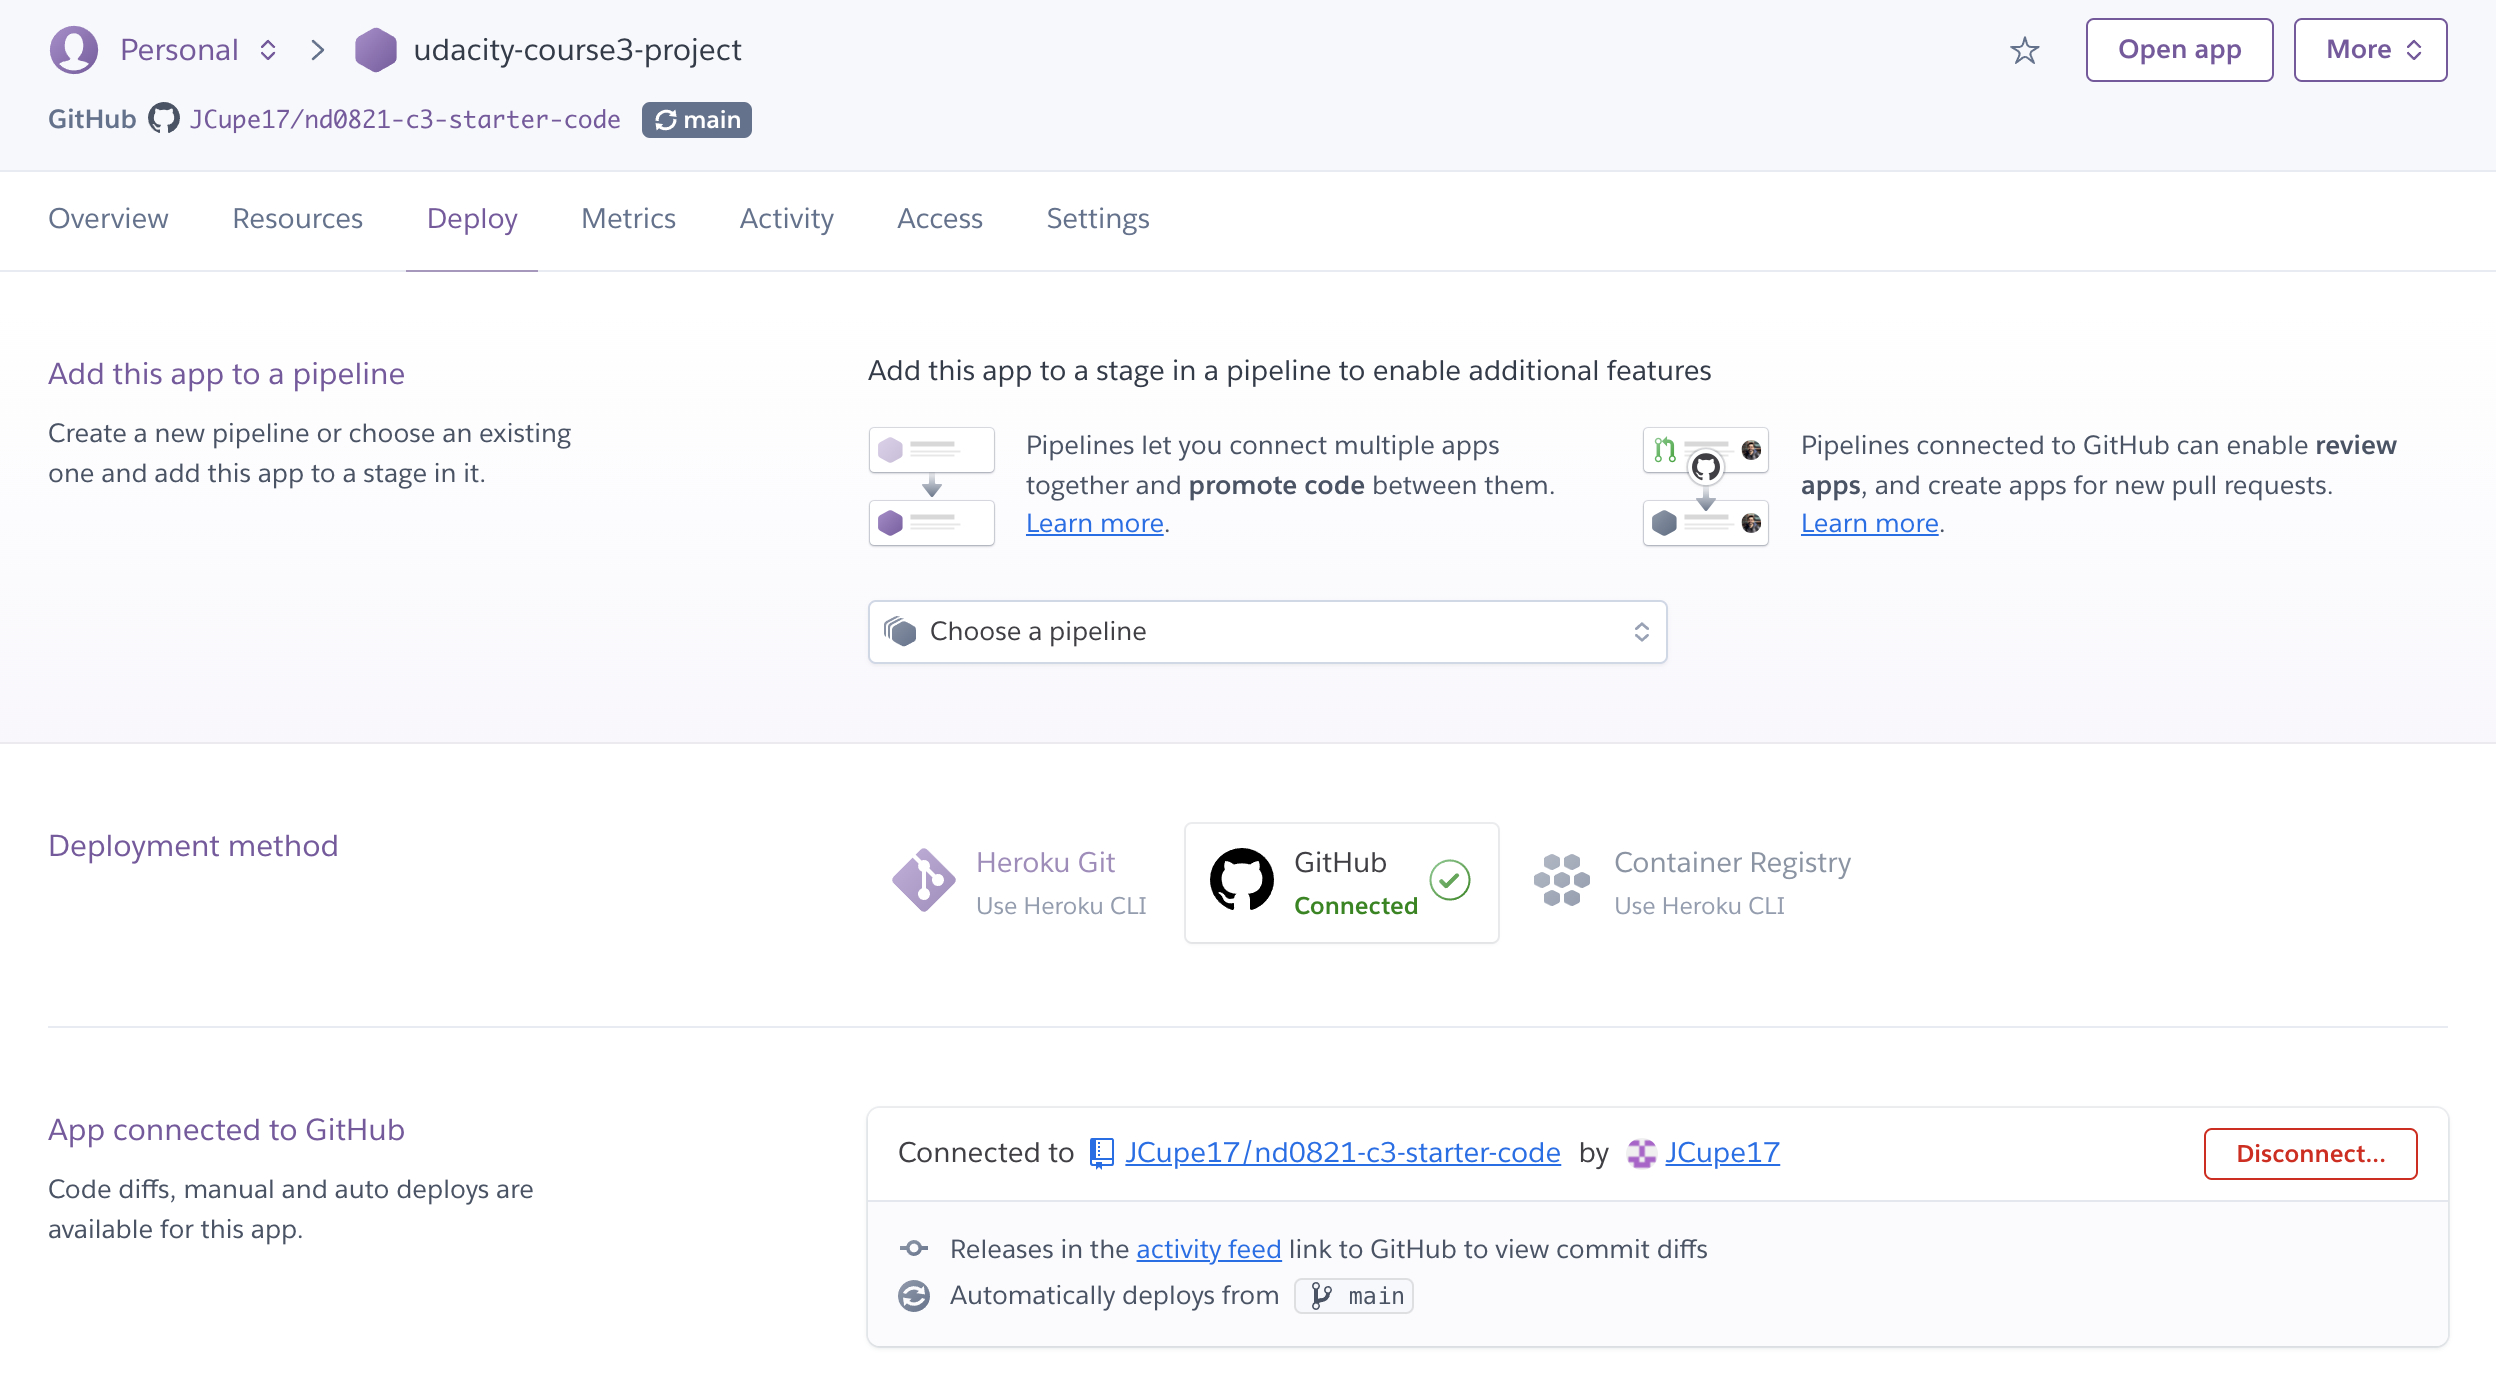 Personal
udacity-course3-project
Open app
More
GitHub JCupe17/nd0821-c3-starter-code main
Overview Resources Deploy Metrics Activity Access Settings
Add this app to a pipeline
Create a new pipeline or choose an existing
one and add this app to a stage in it.
Add this app to a stage in a pipeline to enable additional features
Pipelines let you connect multiple apps
together and promote code between them.
Learn more.
Pipelines connected to GitHub can enable review
apps, and create apps for new pull requests.
Learn more.
Choose a pipeline
Deployment method
Heroku Git
Use Heroku CLI
GitHub
Connected
Container Registry
Use Heroku CLI
App connected to GitHub
Code diffs, manual and auto deploys are
available for this app.
Connected to JCupe17/nd0821-c3-starter-code by JCupe17
Disconnect...
Releases in the activity feed link to GitHub to view commit diffs
Automatically deploys from main